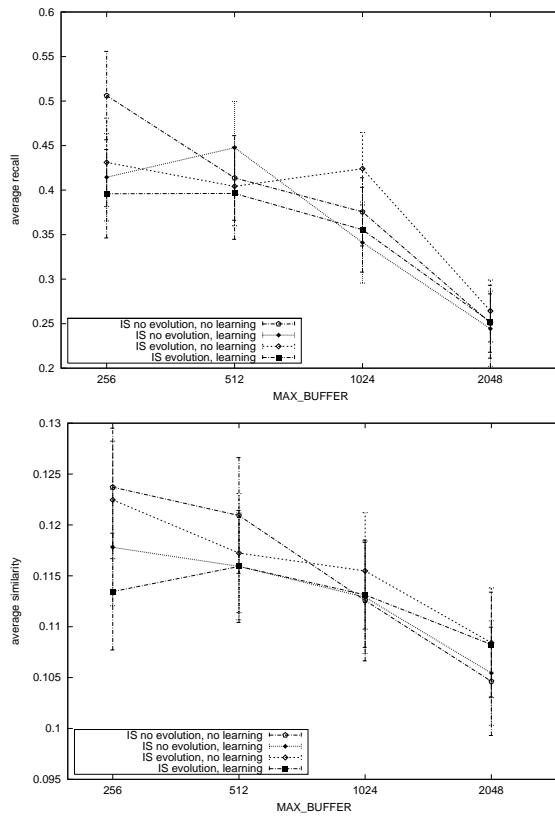 0.6
0.55
0.5
0.45
0.4
0.35
0.3
0.25
0.2
average recall
IS no evolution, no learning
IS no evolution, learning
IS evolution, no learning
IS evolution, learning
256
512
1024
2048
MAX_BUFFER
0.13
0.125
0.12
0.115
0.11
0.105
0.1
0.095
average similarity
IS no evolution, no learning
IS no evolution, learning
IS evolution, no learning
IS evolution, learning
256
512
1024
2048
MAX_BUFFER